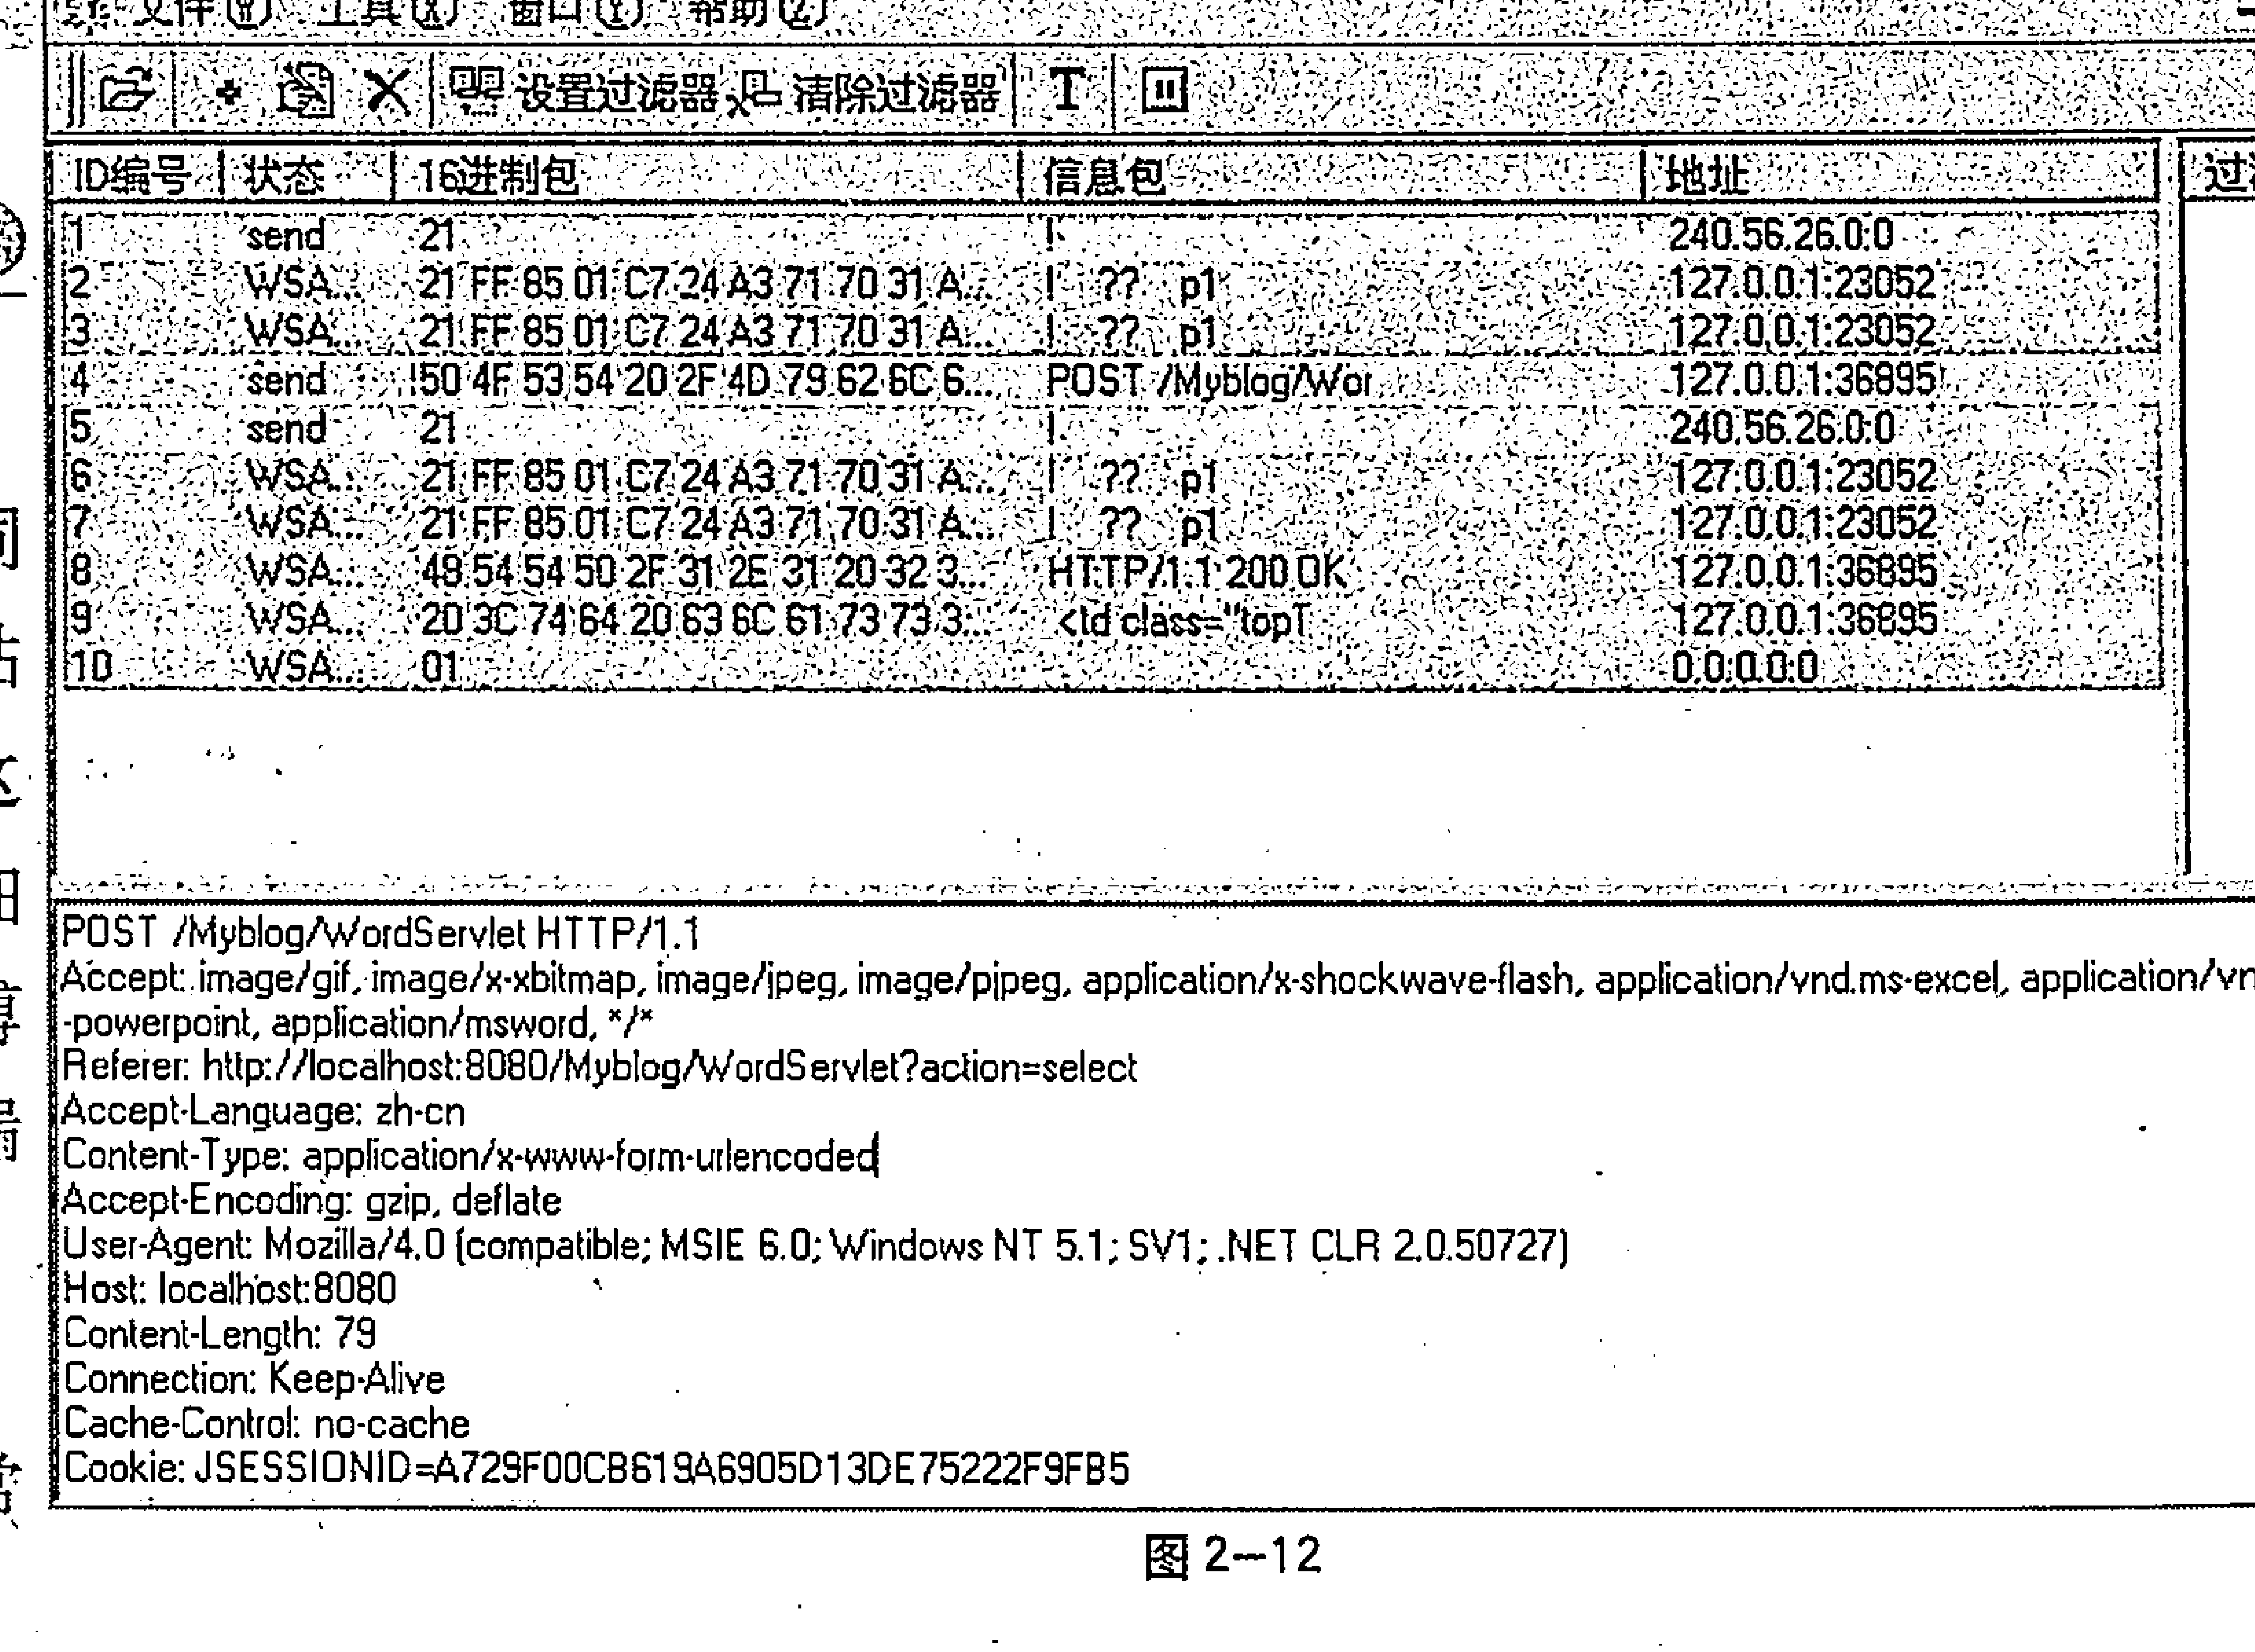 文件(W) 工具(X) 窗口(Y) 帮助(Z)
设置过滤器 清除过滤器 T
ID编号 状态 16进制包 信息包 地址
1 send 21 ! 240.56.26.0:0
2 WSA... 21 FF 85 01 C7 24 A3 71 70 31 A... ! ?? p1 127.0.0.1:23052
3 WSA... 21 FF 85 01 C7 24 A3 71 70 31 A... ! ?? p1 127.0.0.1:23052
4 send 50 4F 53 54 20 2F 4D 79 62 6C 6... POST /Myblog/Wor 127.0.0.1:36895
5 send 21 ! 240.56.26.0:0
6 WSA... 21 FF 85 01 C7 24 A3 71 70 31 A... ! ?? p1 127.0.0.1:23052
7 WSA... 21 FF 85 01 C7 24 A3 71 70 31 A... ! ?? p1 127.0.0.1:23052
8 WSA... 48 54 54 50 2F 31 2E 31 20 32 3... HTTP/1.1 200 OK 127.0.0.1:36895
9 WSA... 20 3C 74 64 20 63 6C 61 73 73 3... <td class="topT 127.0.0.1:36895
10 WSA... 01 0.0.0.0:0
POST /Myblog/WordServlet HTTP/1.1
Accept: image/gif, image/x-xbitmap, image/jpeg, image/pjpeg, application/x-shockwave-flash, application/vnd.ms-excel, application/vn
-powerpoint, application/msword, */*
Referer: http://localhost:8080/Myblog/WordServlet?action=select
Accept-Language: zh-cn
Content-Type: application/x-www-form-urlencoded
Accept-Encoding: gzip, deflate
User-Agent: Mozilla/4.0 (compatible; MSIE 6.0; Windows NT 5.1; SV1; .NET CLR 2.0.50727)
Host: localhost:8080
Content-Length: 79
Connection: Keep-Alive
Cache-Control: no-cache
Cookie: JSESSIONID=A729F00CB619A6905D13DE75222F9FB5
图 2—12